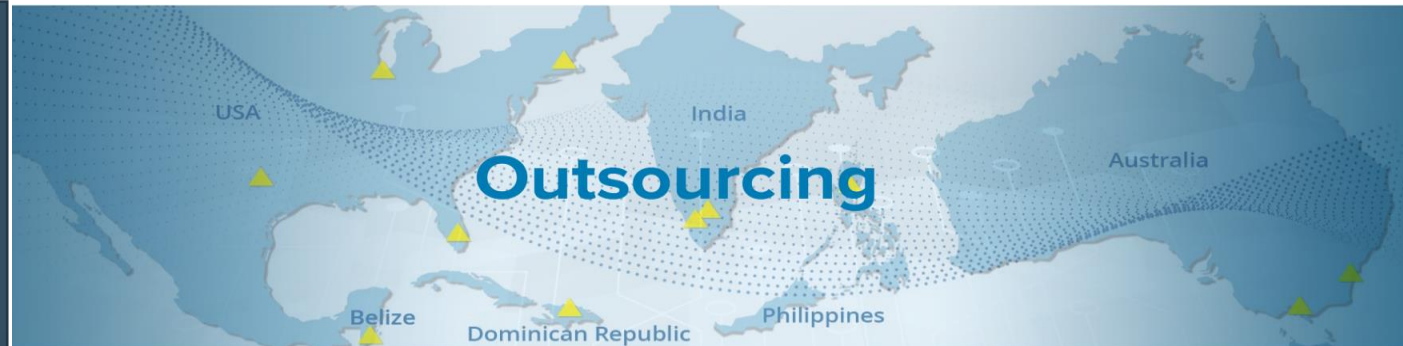 USA
India
Australia
Outsourcing
Belize
Philippines
Dominican Republic